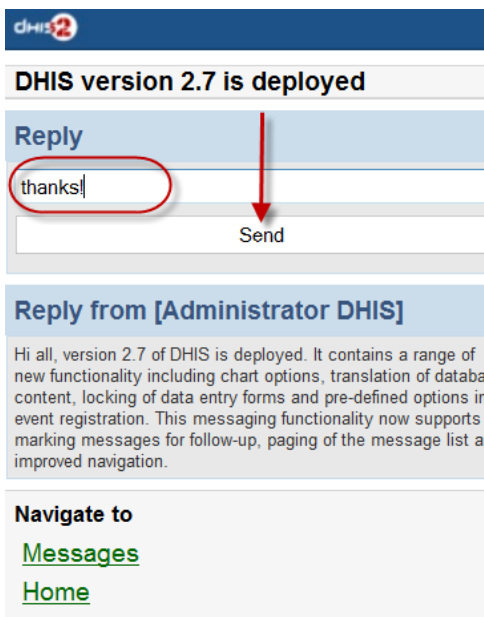 dhis2
DHIS version 2.7 is deployed
Reply
thanks!
Send
Reply from [Administrator DHIS]
Hi all, version 2.7 of DHIS is deployed. It contains a range of
new functionality including chart options, translation of databa
content, locking of data entry forms and pre-defined options in
event registration. This messaging functionality now supports
marking messages for follow-up, paging of the message list a
improved navigation.
Navigate to
Messages
Home